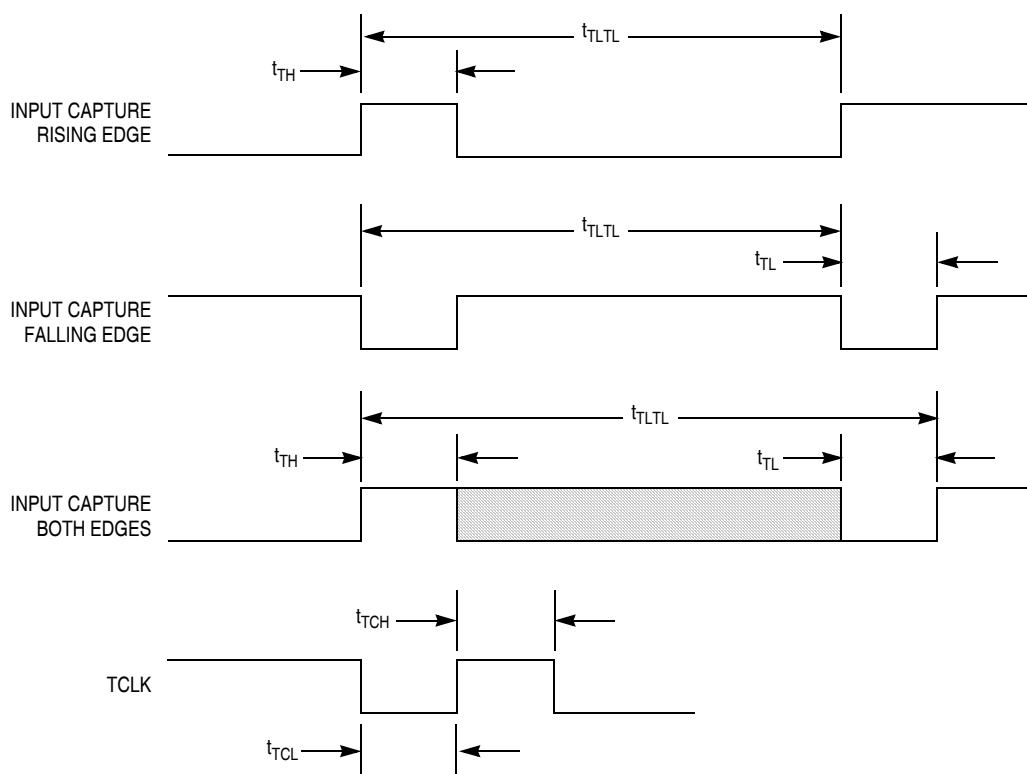 tTLTL
tTH
INPUT CAPTURE
RISING EDGE
tTLTL
tTL
INPUT CAPTURE
FALLING EDGE
tTLTL
tTH
tTL
INPUT CAPTURE
BOTH EDGES
tTCH
TCLK
tTCL